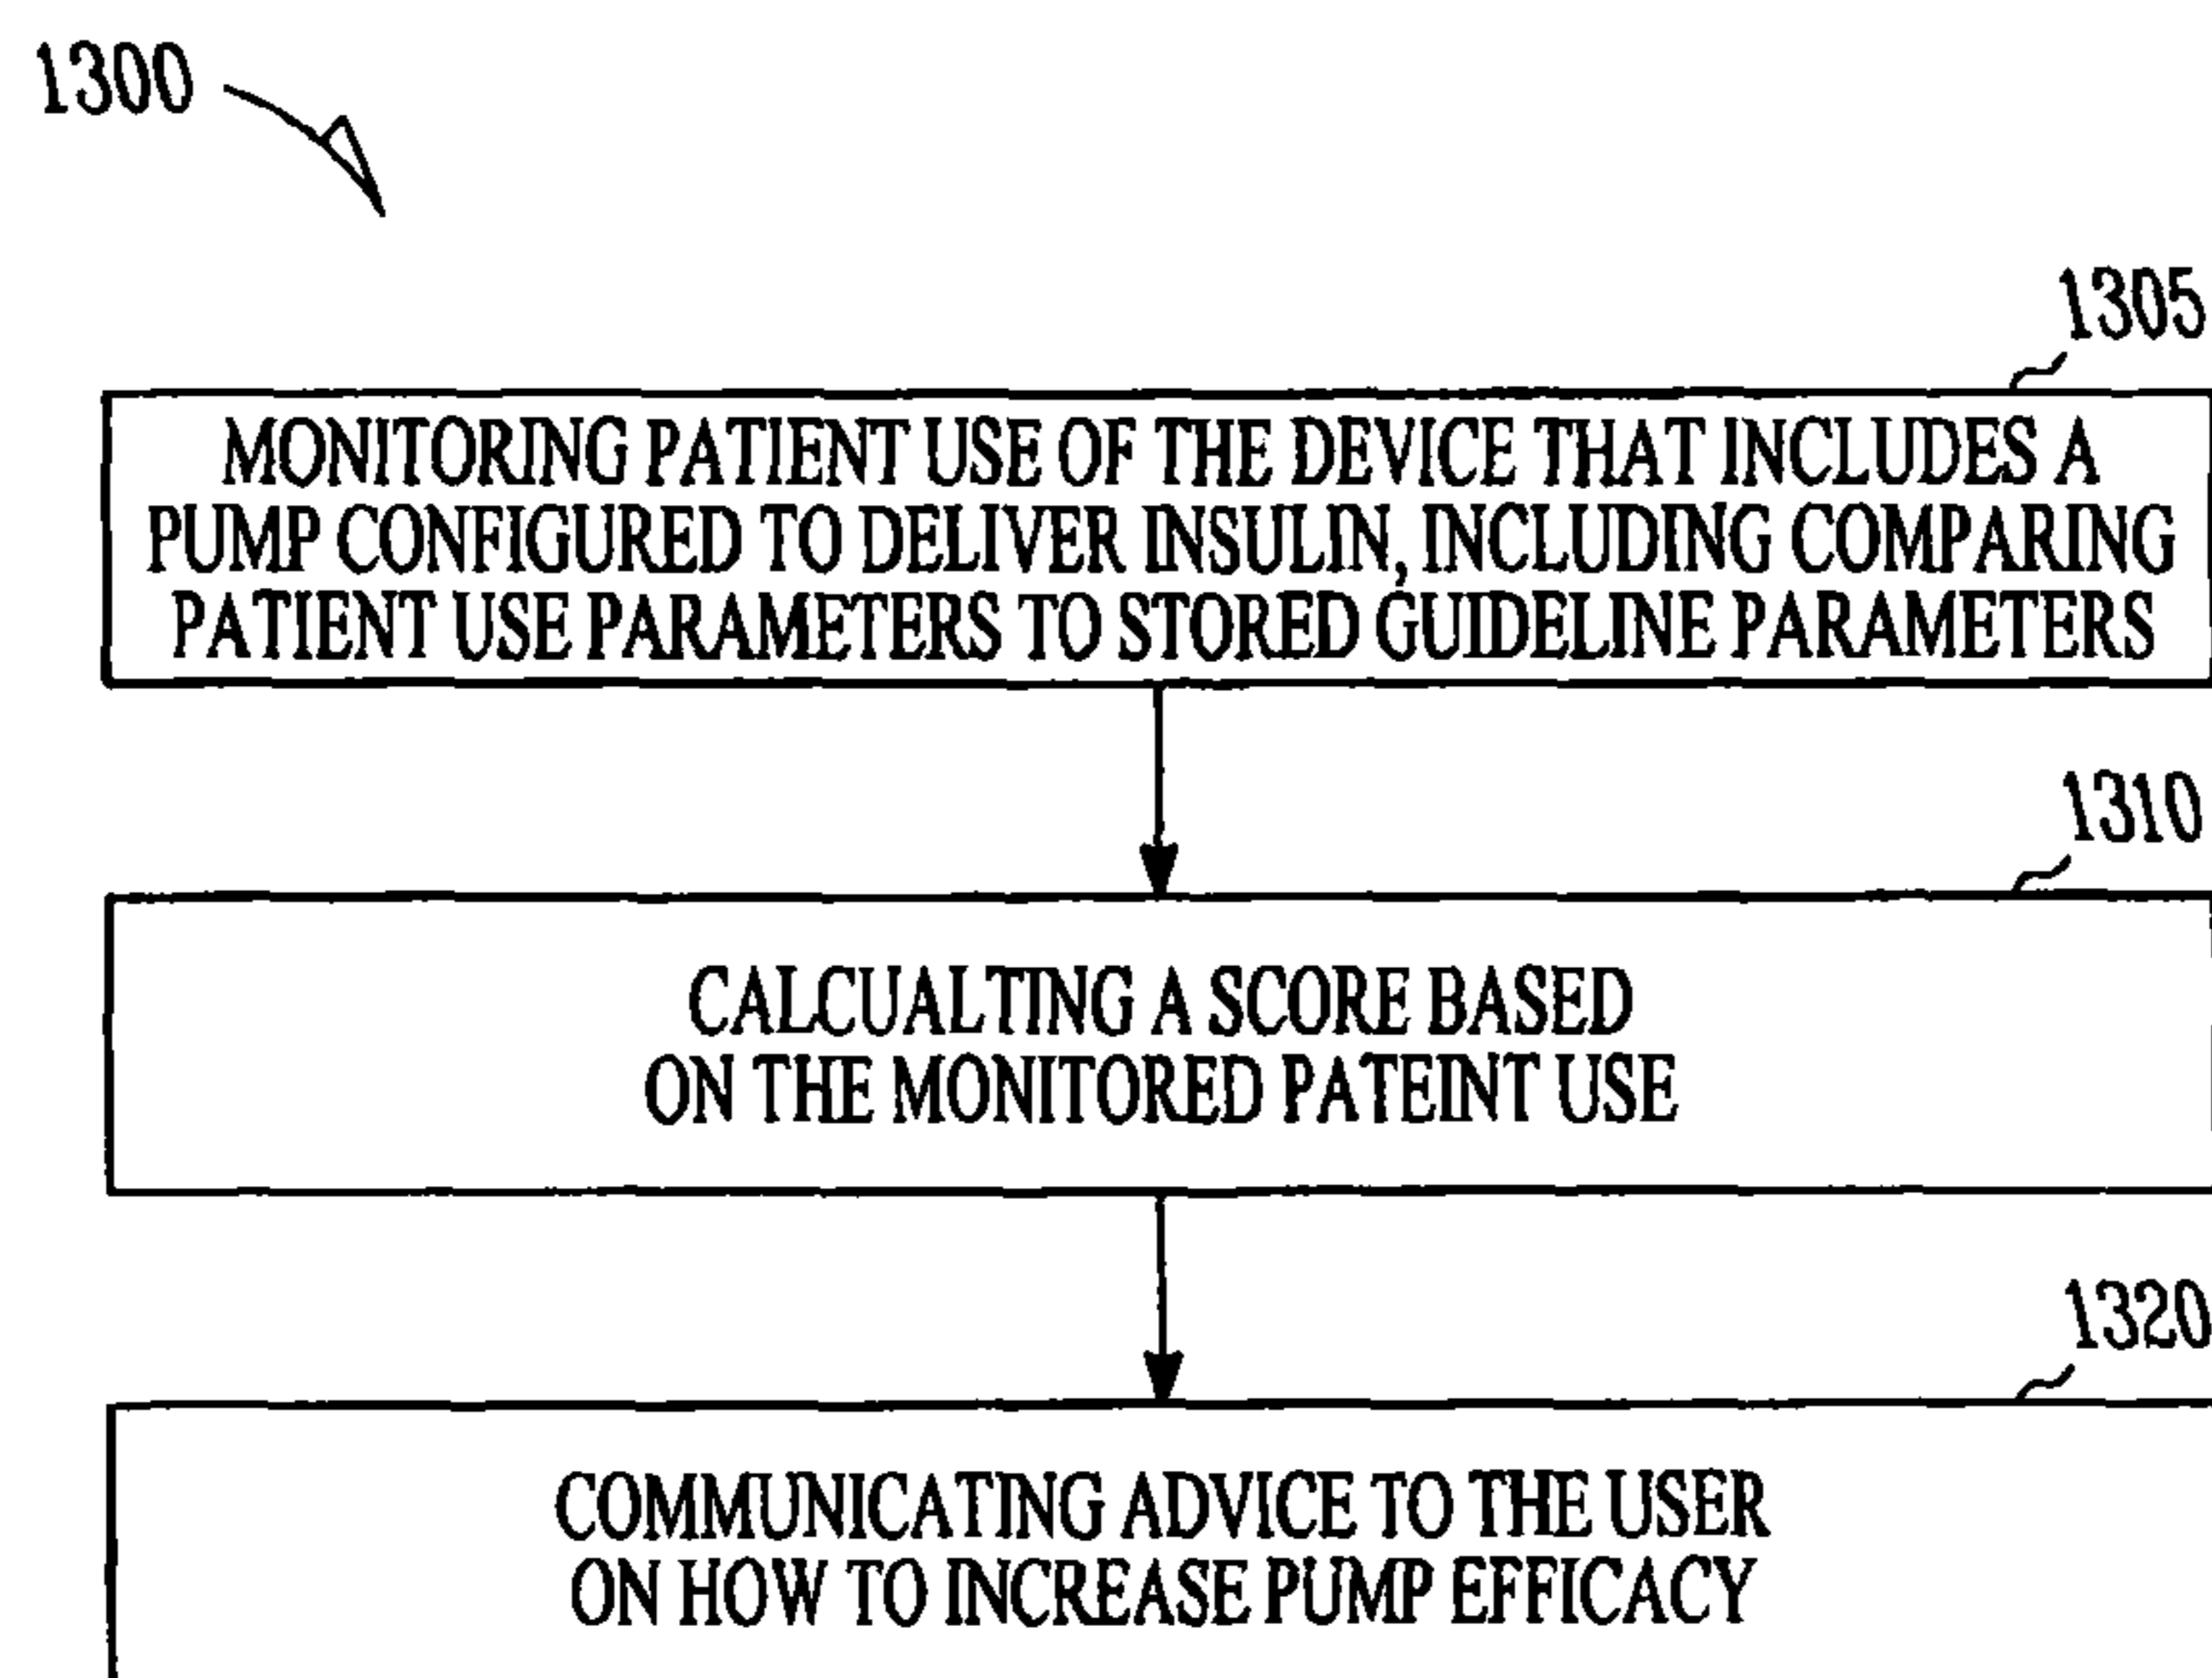 1300
1305
MONITORING PATIENT USE OF THE DEVICE THAT INCLUDES A
PUMP CONFIGURED TO DELIVER INSULIN, INCLUDING COMPARING
PATIENT USE PARAMETERS TO STORED GUIDELINE PARAMETERS
1310
CALCUALTING A SCORE BASED
ON THE MONITORED PATEINT USE
1320
COMMUNICATING ADVICE TO THE USER
ON HOW TO INCREASE PUMP EFFICACY